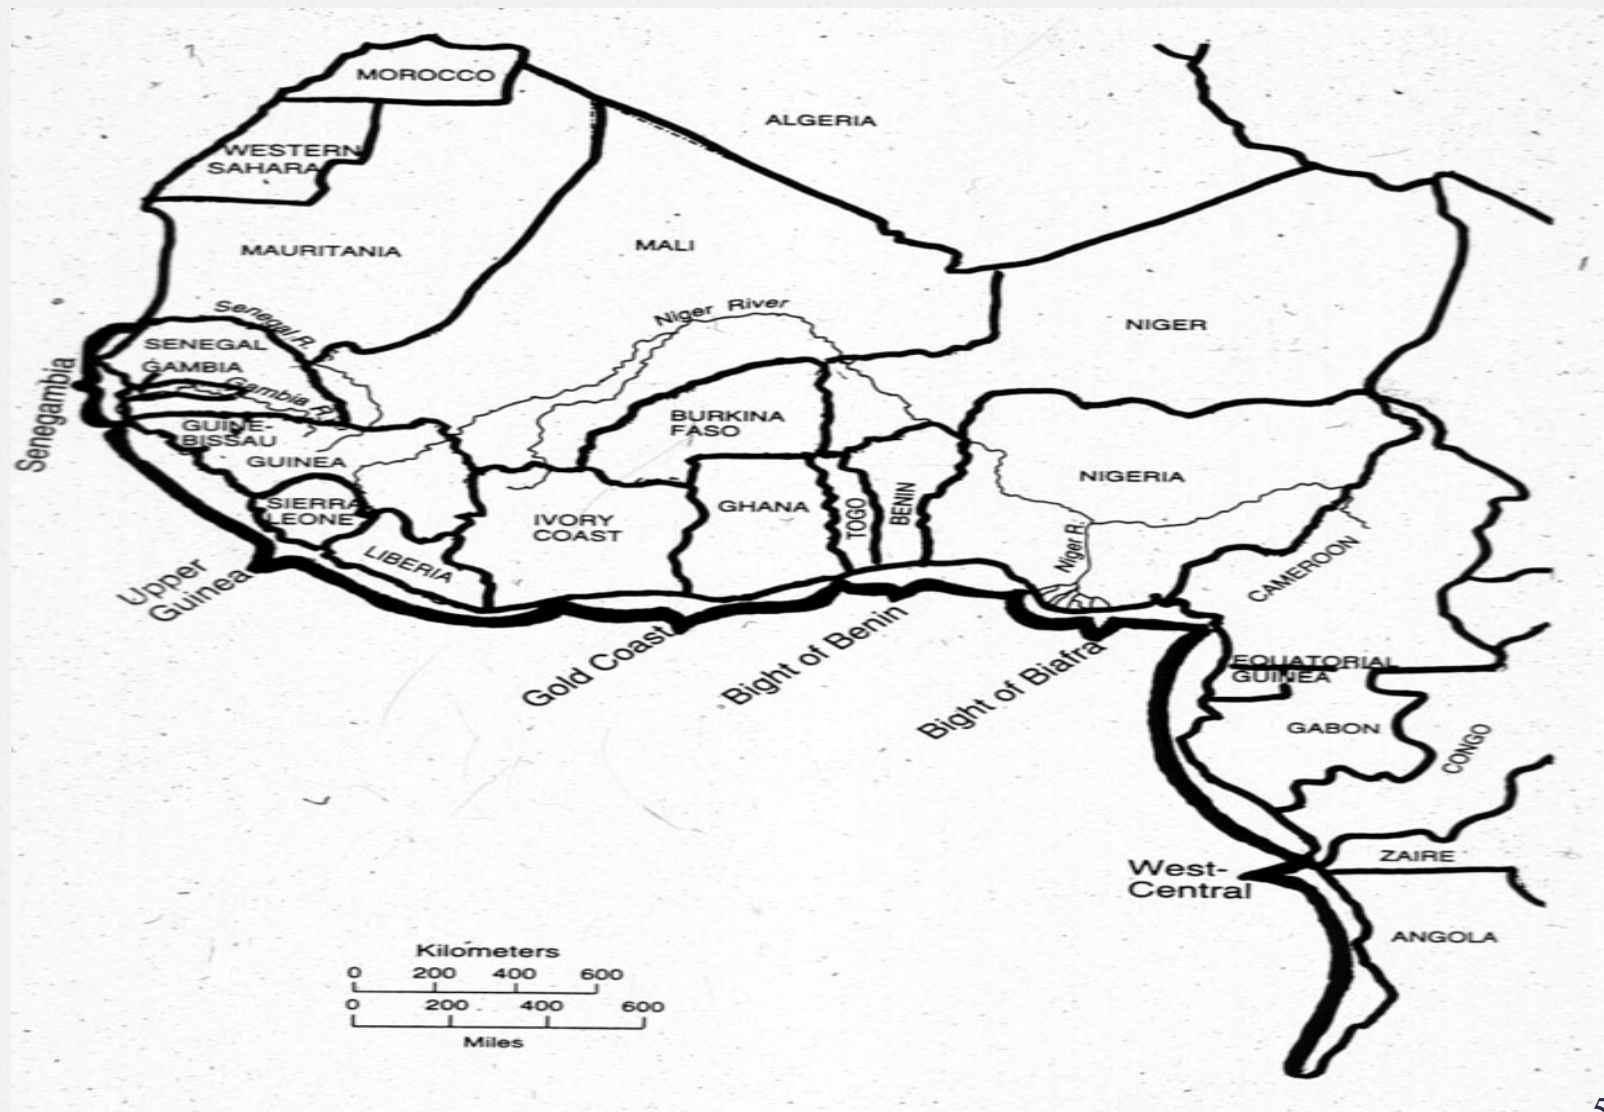 MOROCCO
ALGERIA
WESTERN
SAHARA
MAURITANIA
MALI
Senegal R.
Niger River
NIGER
SENEGAL
GAMBIA
Gambia R.
Senegambia
GUINE-
BISSAU
GUINEA
BURKINA
FASO
SIERRA
LEONE
LIBERIA
IVORY
COAST
GHANA
TOGO
BENIN
NIGERIA
Niger R.
CAMEROON
Upper
Guinea
Gold Coast
Bight of Benin
Bight of Biafra
EQUATORIAL
GUINEA
GABON
CONGO
West-
Central
ZAIRE
ANGOLA
Kilometers
0 200 400 600
0 200 400 600
Miles
5